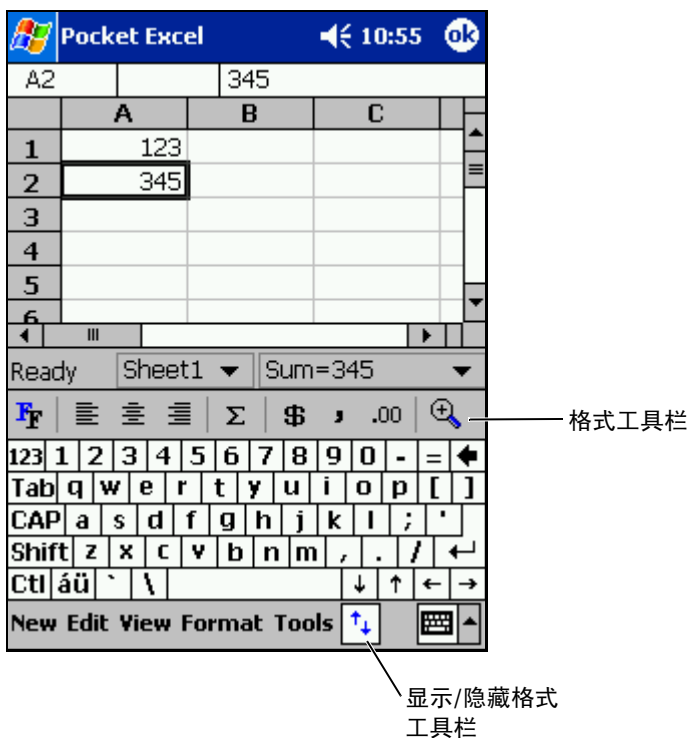 Pocket Excel 10:55 ok
A2 345
A B C
1 123
2 345
3
4
5
6
Ready Sheet1 Sum=345
FF Σ $ , .00
格式工具栏
123 1 2 3 4 5 6 7 8 9 0 - =
Tab q w e r t y u i o p [ ]
CAP a s d f g h j k l ; '
Shift z x c v b n m , . /
Ctl áü ` \ ↓ ↑ ← →
New Edit View Format Tools
显示/隐藏格式
工具栏